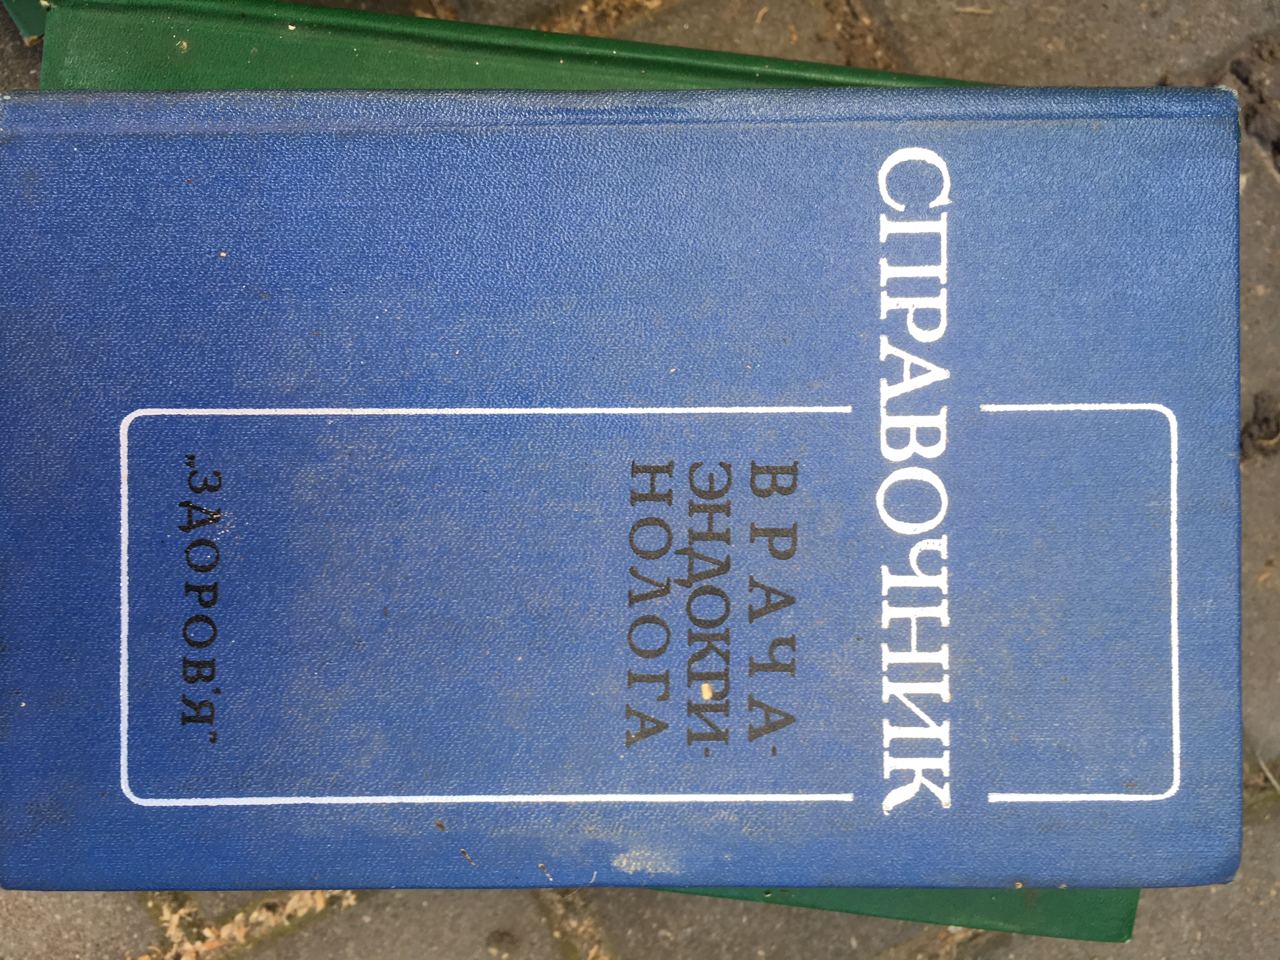 СПРАВОЧНИК
ВРАЧА-
ЭНДОКРИ-
НОЛОГА
„ЗДОРОВ'Я”